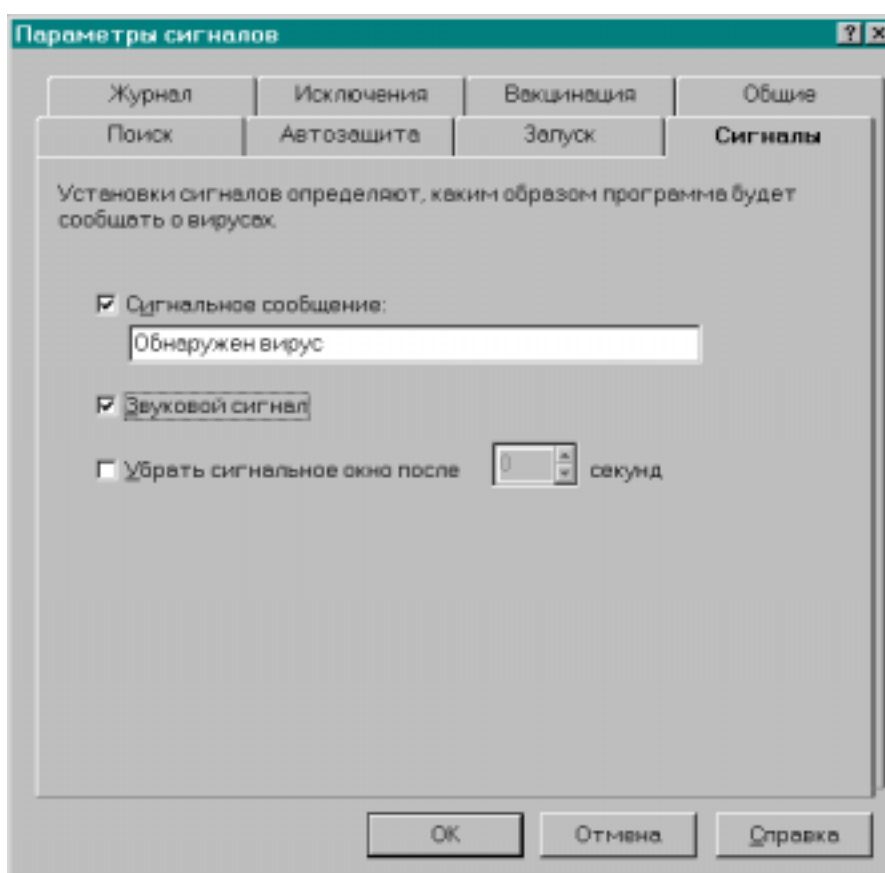 Параметры сигналов
Журнал Исключения Вакцинация Общие
Поиск Автозащита Запуск Сигналы
Установки сигналов определяют, каким образом программа будет
сообщать о вирусах.
Сигнальное сообщение:
Обнаружен вирус
Звуковой сигнал
Убрать сигнальное окно после 0 секунд
OK Отмена Справка